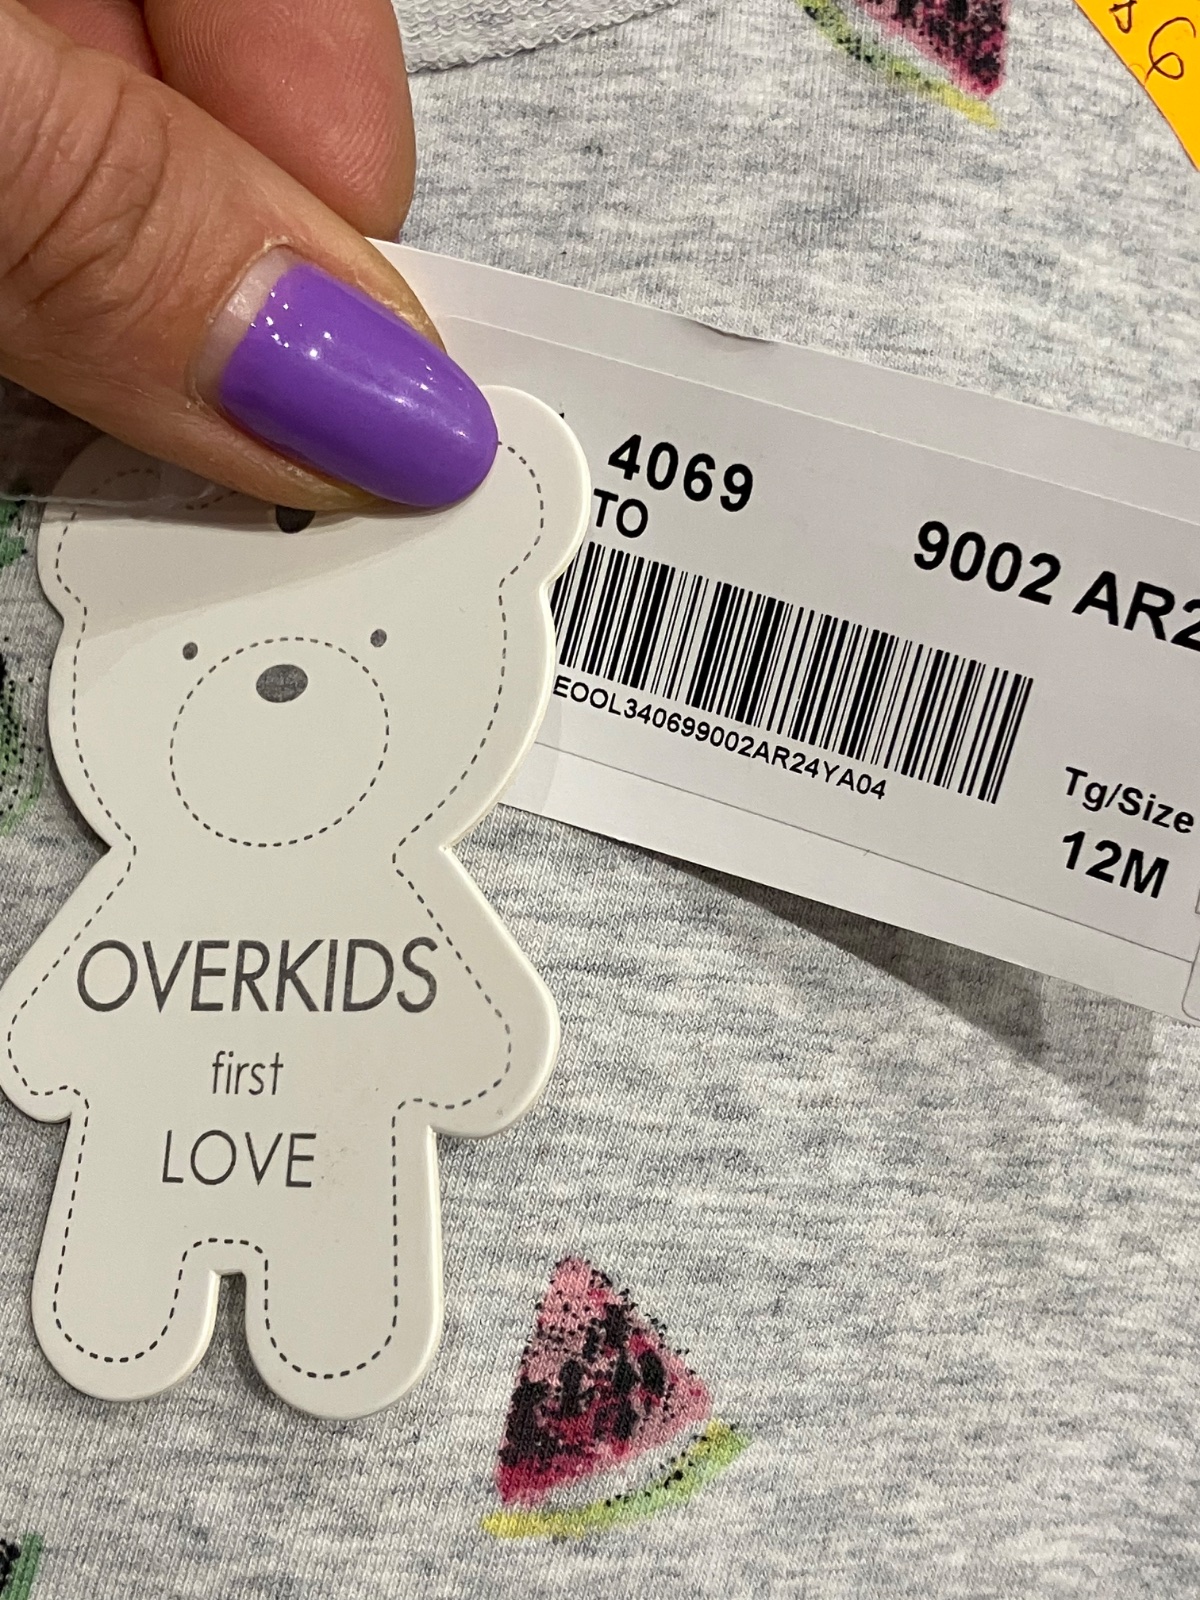 4069
TO
9002 AR2
EOOL340699002AR24YA04
Tg/Size
12M
OVERKIDS
first
LOVE